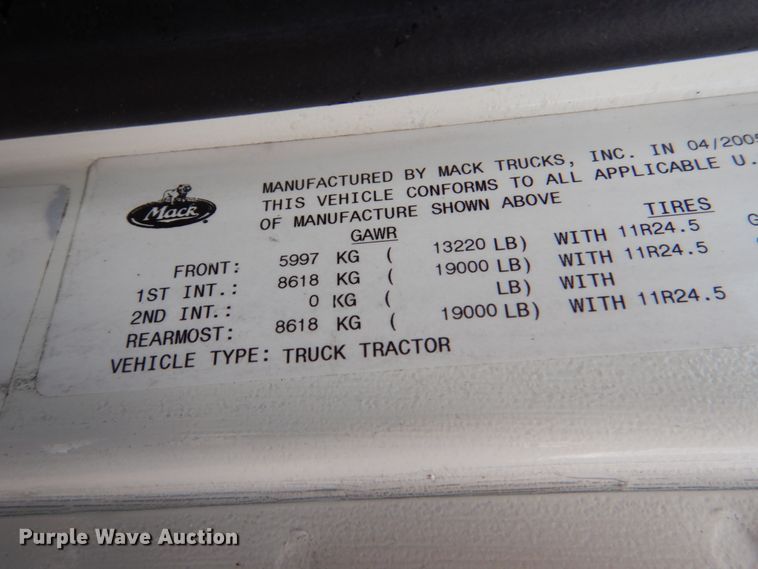 Mack
MANUFACTURED BY MACK TRUCKS, INC. IN 04/2005
THIS VEHICLE CONFORMS TO ALL APPLICABLE U.
OF MANUFACTURE SHOWN ABOVE
GAWR TIRES
FRONT: 5997 KG ( 13220 LB) WITH 11R24.5
1ST INT.: 8618 KG ( 19000 LB) WITH 11R24.5
2ND INT.: 0 KG ( LB) WITH
REARMOST: 8618 KG ( 19000 LB) WITH 11R24.5
VEHICLE TYPE: TRUCK TRACTOR
Purple Wave Auction